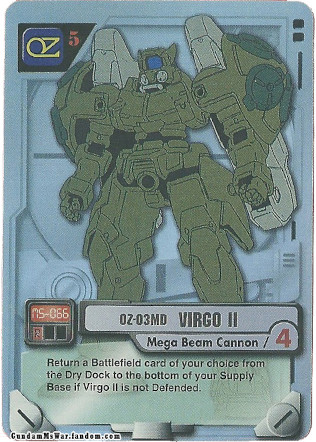 OZ 5
MS-066
OZ-03MD VIRGO II
Mega Beam Cannon / 4
Return a Battlefield card of your choice from
the Dry Dock to the bottom of your Supply
Base if Virgo II is not Defended.
GundamMsWar.fandom.com